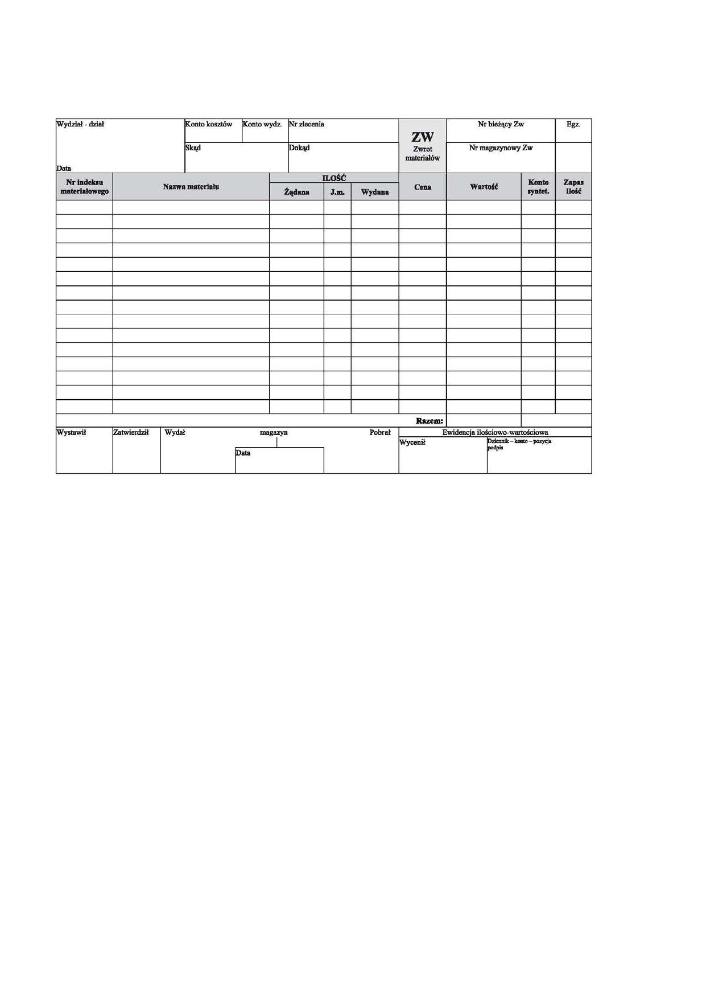 Wydział - dział
Konto kosztów
Konto wydz.
Nr zlecenia
ZW
Zwrot
materiałów
Nr bieżący Zw
Egz.
Skąd
Dokąd
Nr magazynowy Zw
Data
Nr indeksu
materiałowego
Nazwa materiału
ILOŚĆ
Żądana
J.m.
Wydana
Cena
Wartość
Konto
syntet.
Zapas
Ilość
Razem:
Wystawił
Zatwierdził
Wydał
magazyn
Pobrał
Data
Ewidencja ilościowo-wartościowa
Wycenił
Dziennik – konto – pozycja
podpis